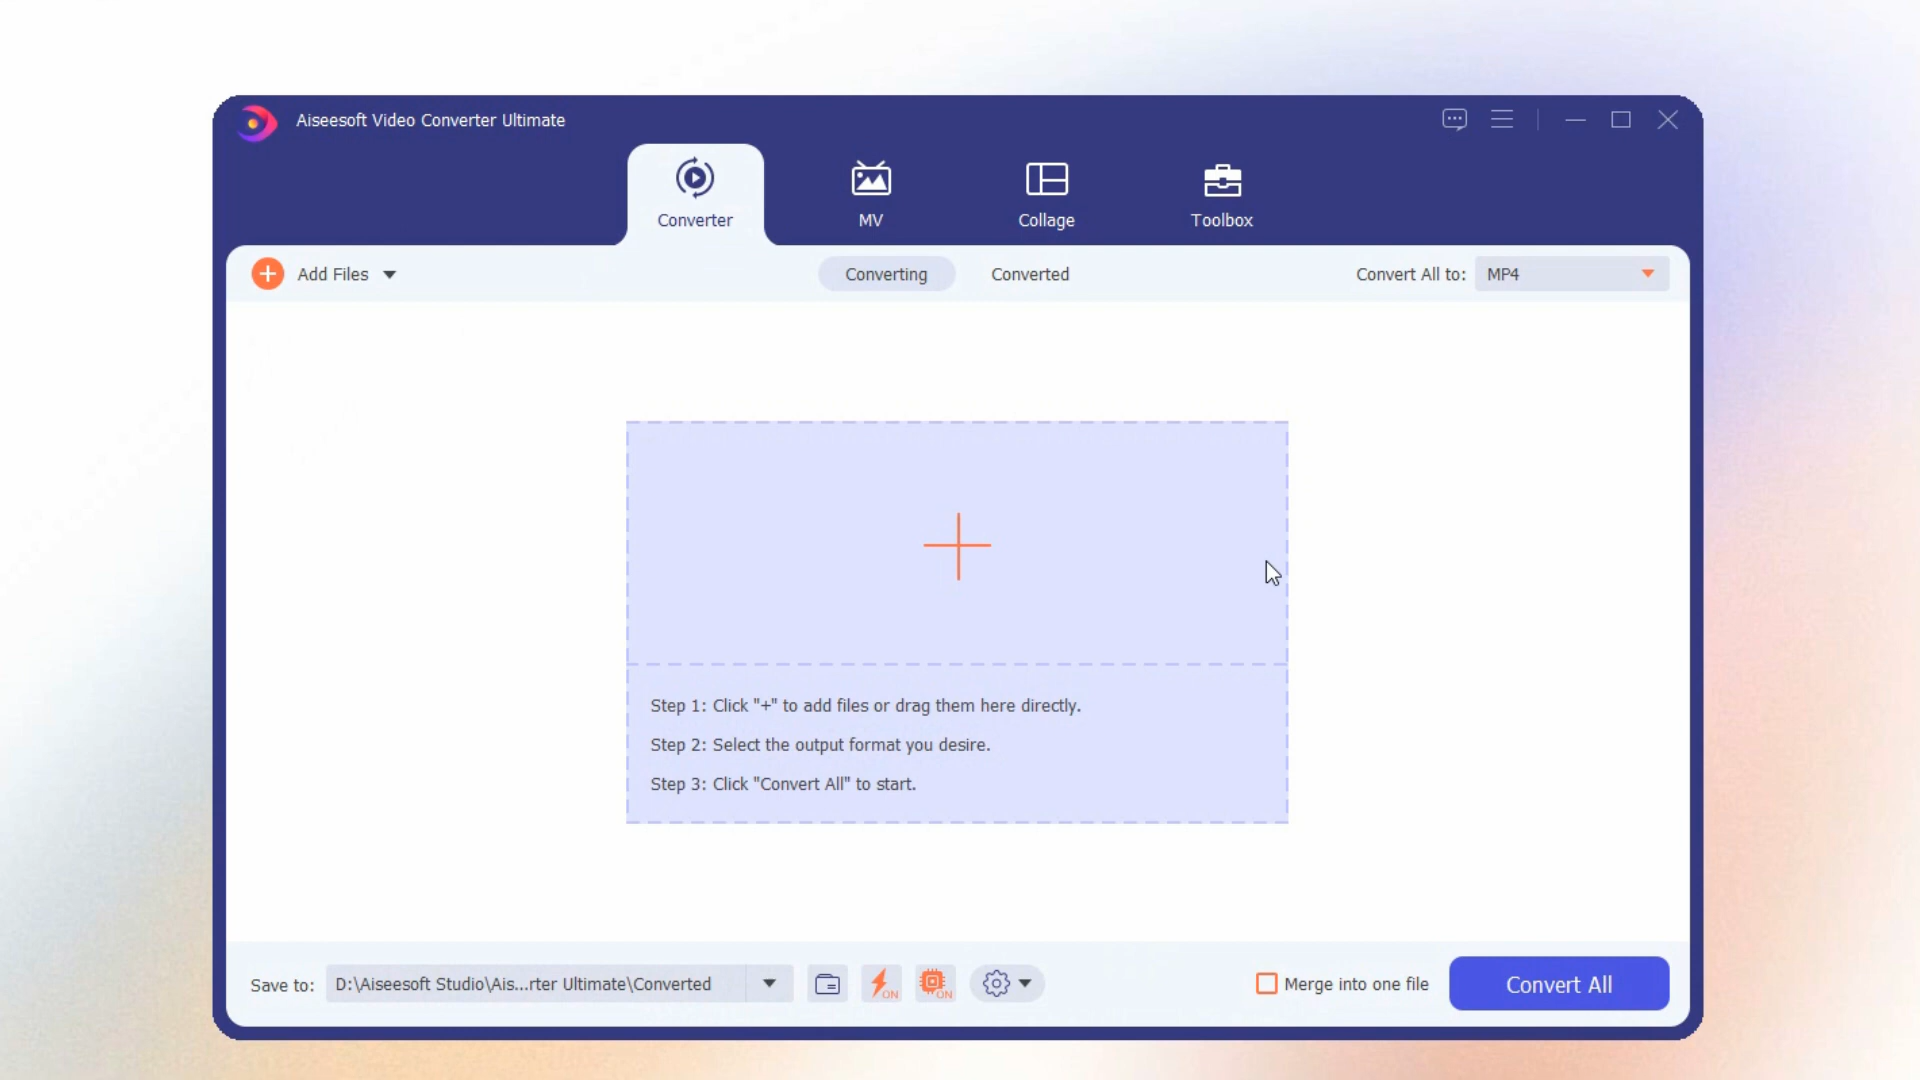 Aiseesoft Video Converter Ultimate
Converter
MV
Collage
Toolbox
Add Files
Converting
Converted
Convert All to:
MP4
Step 1: Click "+" to add files or drag them here directly.
Step 2: Select the output format you desire.
Step 3: Click "Convert All" to start.
Save to:
D:\Aiseesoft Studio\Ais...rter Ultimate\Converted
ON
ON
Merge into one file
Convert All